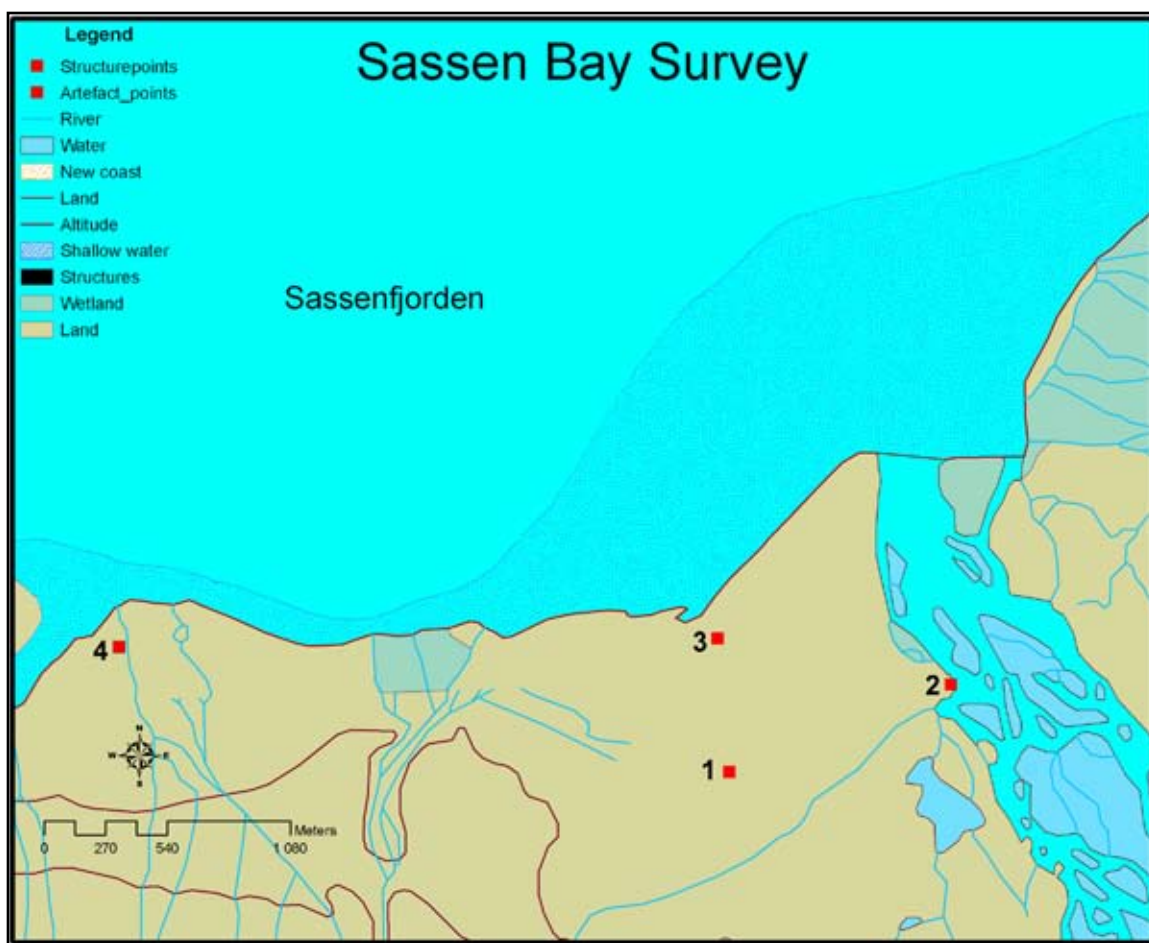 Legend
Structurepoints
Artefact_points
River
Water
New coast
Land
Altitude
Shallow water
Structures
Wetland
Land
Sassen Bay Survey
Sassenfjorden
4
3
2
1
N
W E
S
Meters
0 270 540 1 080